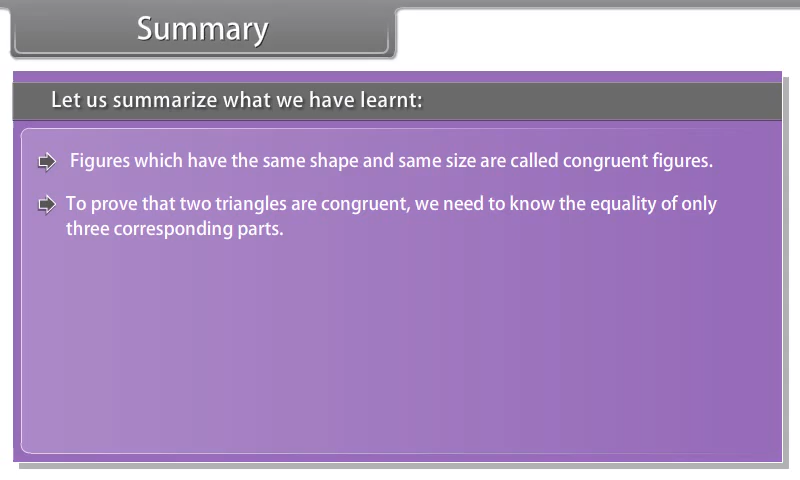 Summary
Let us summarize what we have learnt:
Figures which have the same shape and same size are called congruent figures.
To prove that two triangles are congruent, we need to know the equality of only
three corresponding parts.